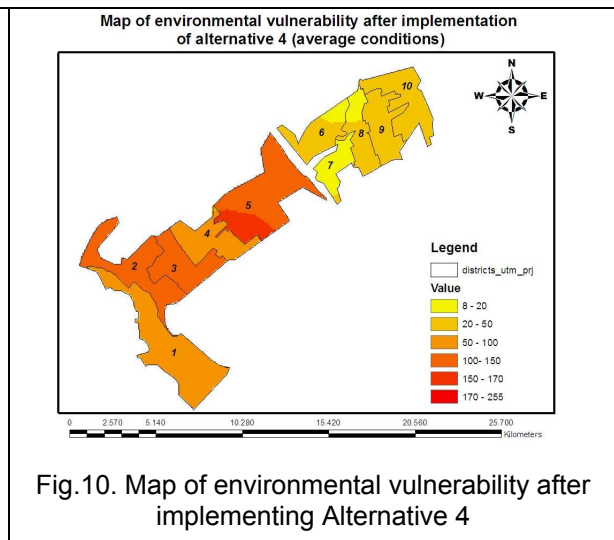 Map of environmental vulnerability after implementation
of alternative 4 (average conditions)
N
W E
S
10
6
8
9
7
5
4
2
3
1
Legend
districts_utm_prj
Value
8 - 20
20 - 50
50 - 100
100- 150
150 - 170
170 - 255
0 2.570 5.140 10.280 15.420 20.560 25.700
Kilometers
Fig.10. Map of environmental vulnerability after
implementing Alternative 4